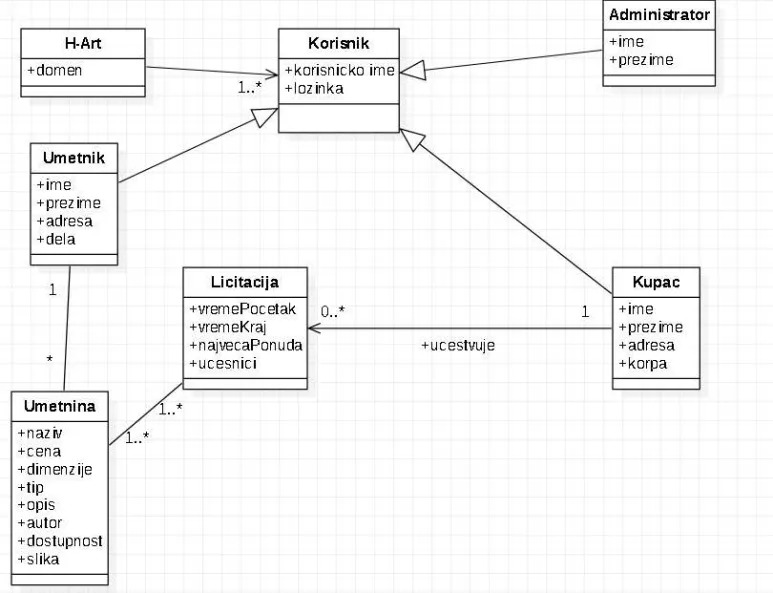 H-Art
+domen
1..*
Korisnik
+korisnicko ime
+lozinka
Administrator
+ime
+prezime
Umetnik
+ime
+prezime
+adresa
+dela
1
*
Licitacija
+vremePocetak
+vremeKraj
+najvecaPonuda
+ucesnici
0..*
+ucestvuje
1
Kupac
+ime
+prezime
+adresa
+korpa
1..*
1..*
Umetnina
+naziv
+cena
+dimenzije
+tip
+opis
+autor
+dostupnost
+slika